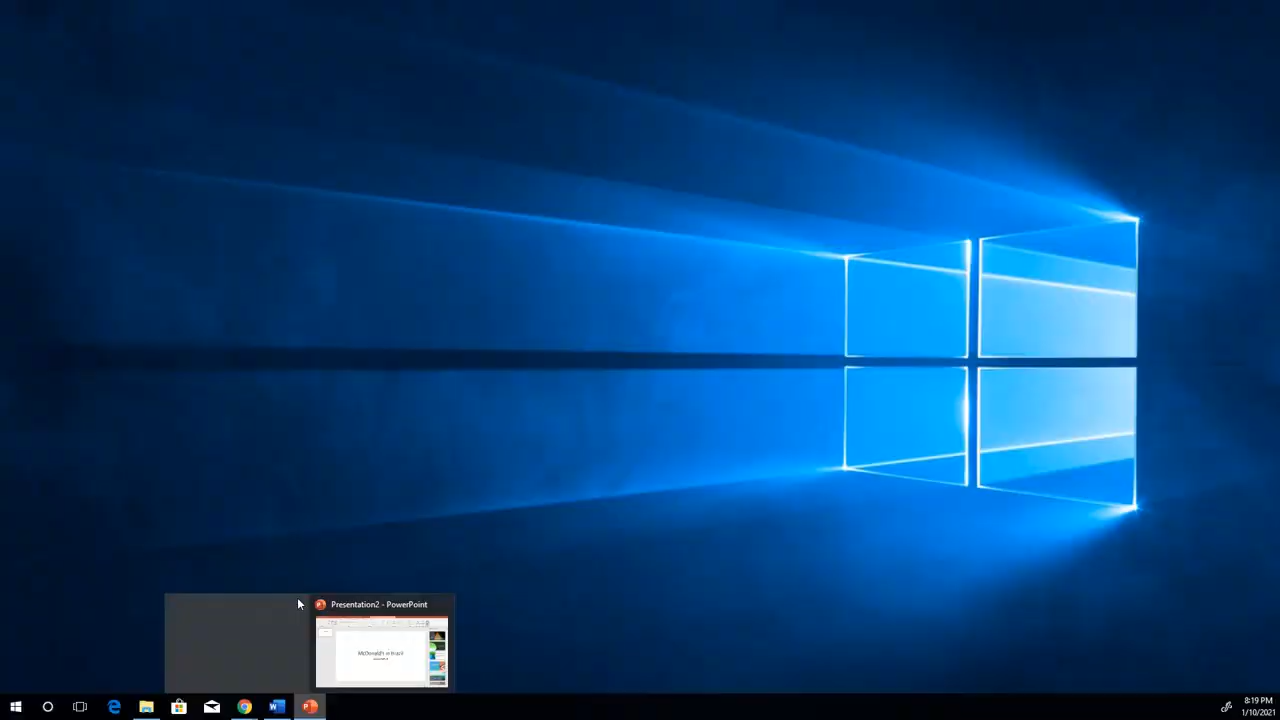 Presentation2 - PowerPoint
McDonald's in Brazil
8:19 PM
1/10/2021